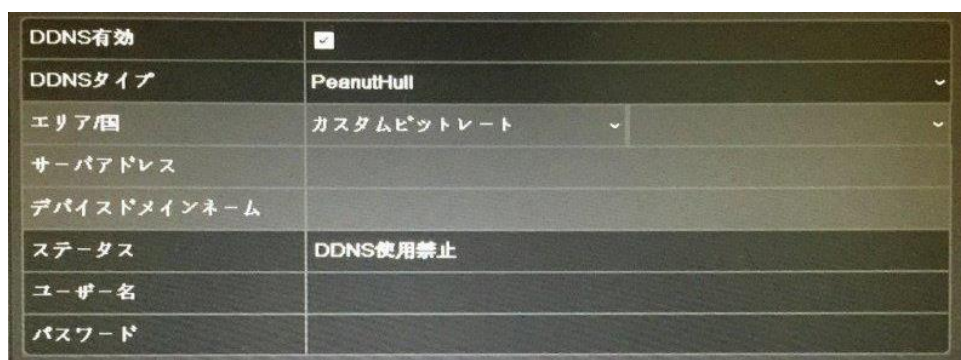 DDNS有効
DDNSタイプ PeanutHull
エリア/国 カスタムビットレート
サーバアドレス
デバイスドメインネーム
ステータス DDNS使用禁止
ユーザー名
パスワード